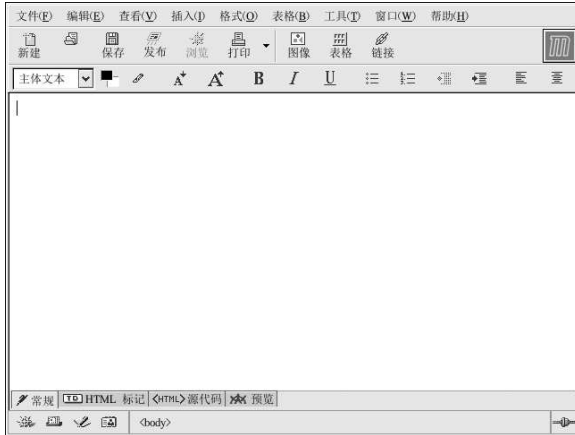 文件(F) 编辑(E) 查看(V) 插入(I) 格式(O) 表格(B) 工具(T) 窗口(W) 帮助(H)
新建 保存 发布 浏览 打印 图像 表格 链接
主体文本 A A B I U
常规 TD HTML 标记 <HTML> 源代码 预览
<body>